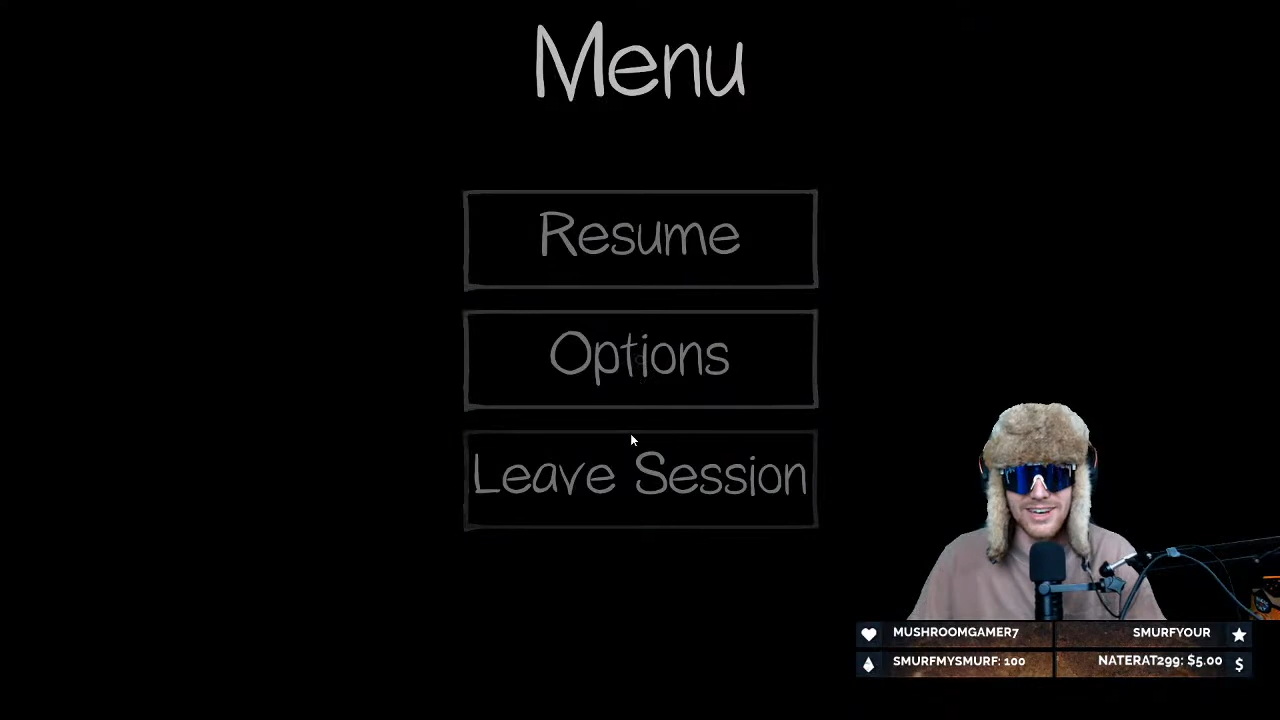 Menu
Resume
Options
Leave Session
MUSHROOMGAMER7
SMURFYOUR
SMURFMYSMURF: 100
NATERAT299: $5.00
$